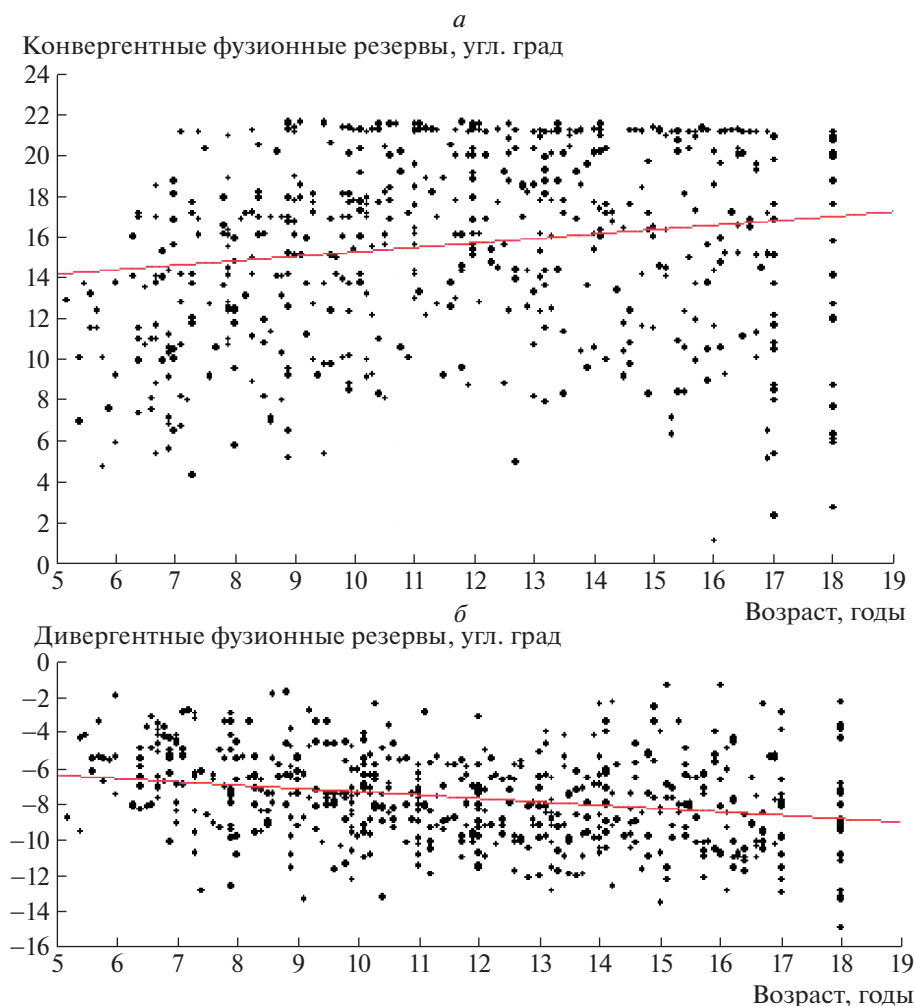 а
Конвергентные фузионные резервы, угл. град
24
22
20
18
16
14
12
10
8
6
4
2
0
5 6 7 8 9 10 11 12 13 14 15 16 17 18 19
Возраст, годы
б
Дивергентные фузионные резервы, угл. град
0
−2
−4
−6
−8
−10
−12
−14
−16
5 6 7 8 9 10 11 12 13 14 15 16 17 18 19
Возраст, годы